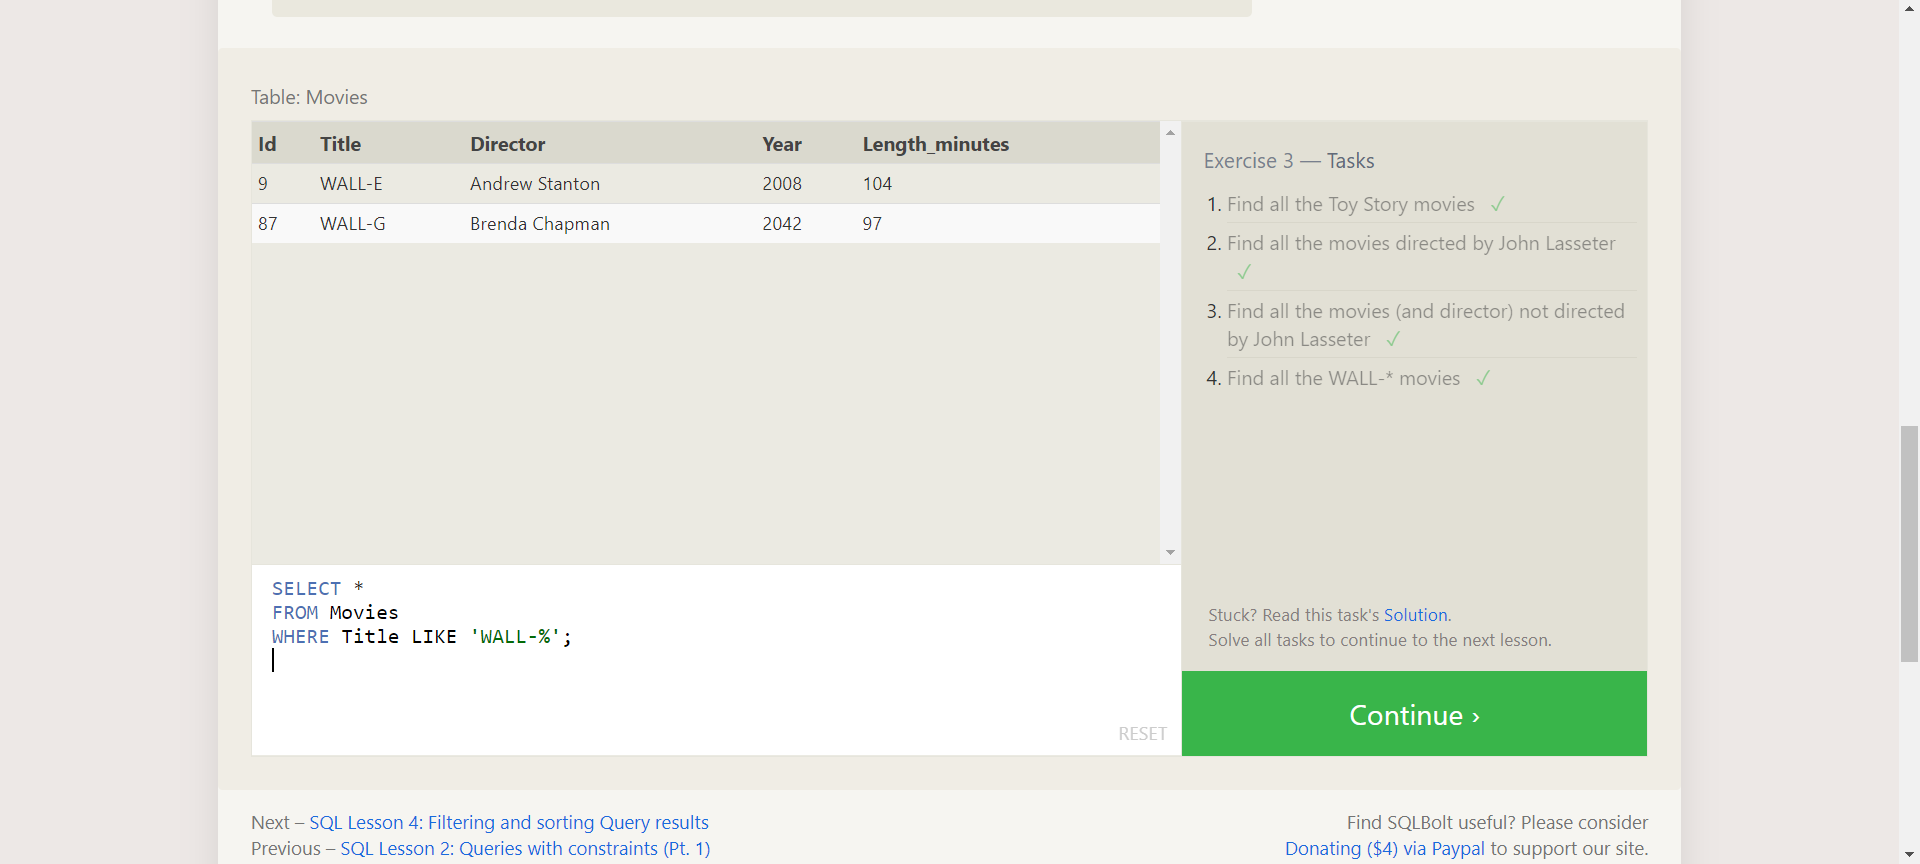 Table: Movies
Id Title Director Year Length_minutes
9 WALL-E Andrew Stanton 2008 104
87 WALL-G Brenda Chapman 2042 97
SELECT *
FROM Movies
WHERE Title LIKE 'WALL-%';
RESET
Exercise 3 — Tasks
1. Find all the Toy Story movies ✓
2. Find all the movies directed by John Lasseter
✓
3. Find all the movies (and director) not directed
by John Lasseter ✓
4. Find all the WALL-* movies ✓
Stuck? Read this task's Solution.
Solve all tasks to continue to the next lesson.
Continue ›
Next – SQL Lesson 4: Filtering and sorting Query results
Previous – SQL Lesson 2: Queries with constraints (Pt. 1)
Find SQLBolt useful? Please consider
Donating ($4) via Paypal to support our site.